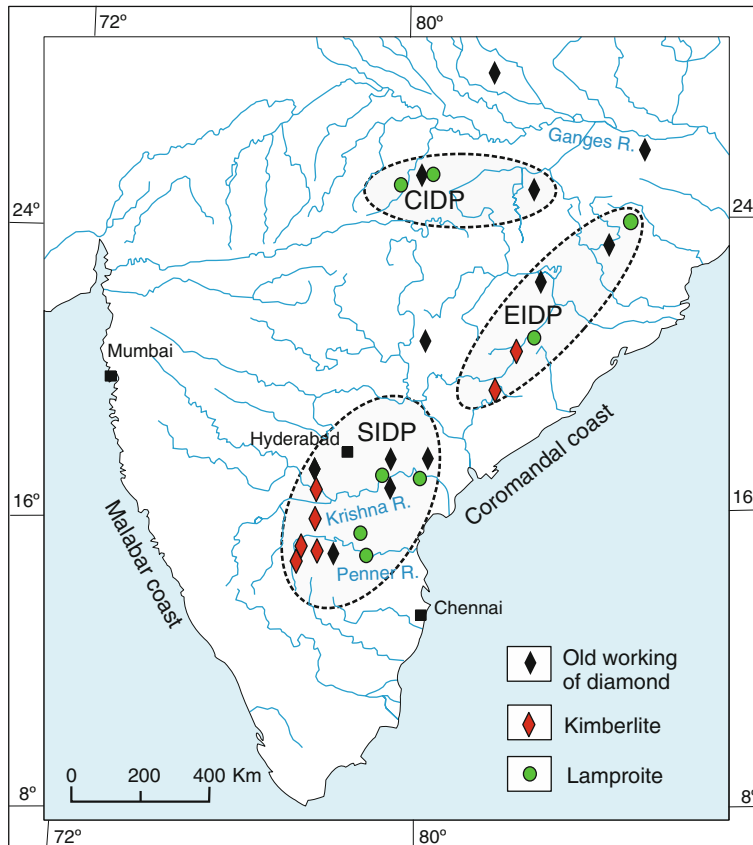 72°
80°
Ganges R.
CIDP
24°
24°
EIDP
Mumbai
SIDP
Hyderabad
Coromandal coast
16°
16°
Krishna R.
Malabar coast
Penner R.
Chennai
Old working
of diamond
Kimberlite
Lamproite
0 200 400 Km
8°
8°
72°
80°